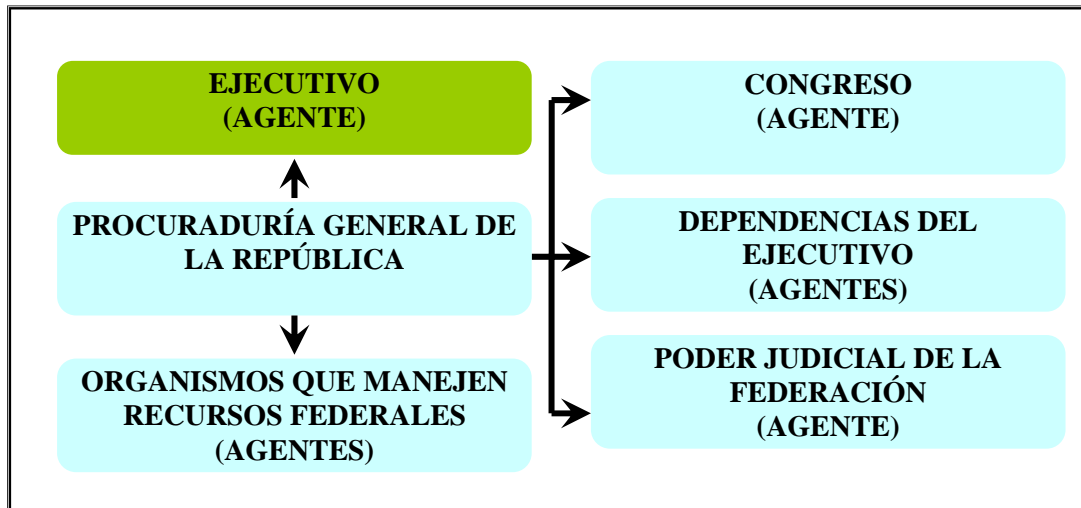 EJECUTIVO
(AGENTE)
PROCURADURÍA GENERAL DE
LA REPÚBLICA
ORGANISMOS QUE MANEJEN
RECURSOS FEDERALES
(AGENTES)
CONGRESO
(AGENTE)
DEPENDENCIAS DEL
EJECUTIVO
(AGENTES)
PODER JUDICIAL DE LA
FEDERACIÓN
(AGENTE)